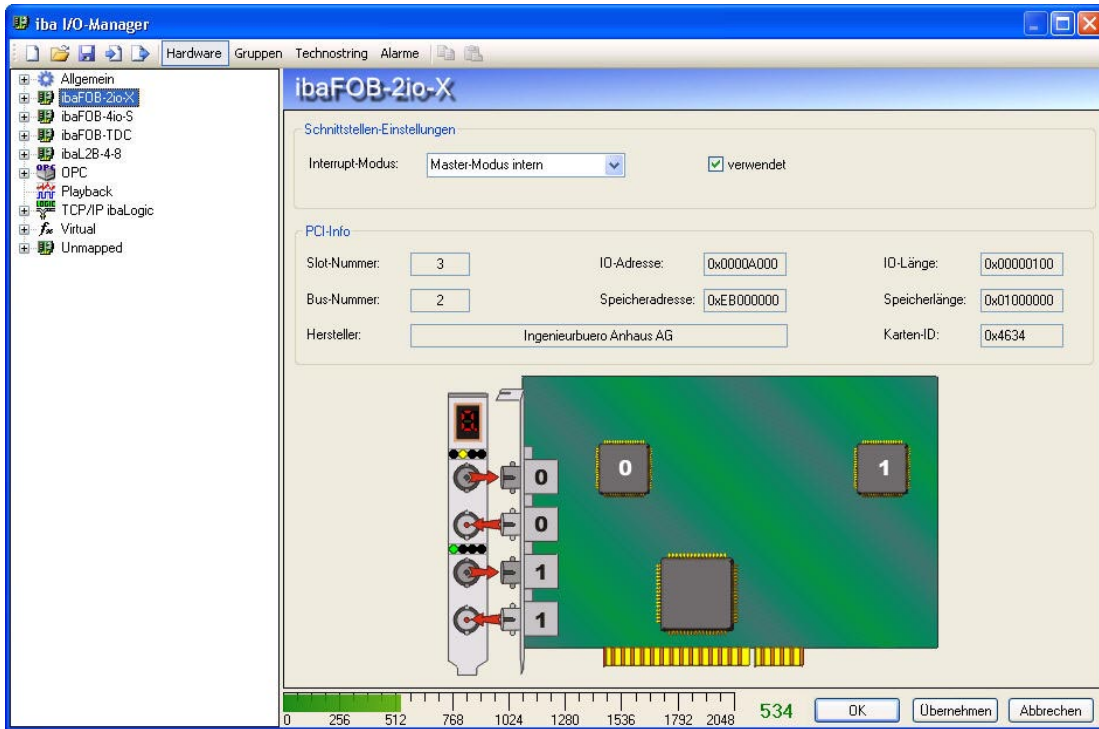 iba I/O-Manager
Hardware Gruppen Technostring Alarme
Allgemein
ibaFOB-2io-X
ibaFOB-4io-S
ibaFOB-TDC
ibaL2B-4-8
OPC OPC
Playback
LOGIC TCP/IP ibaLogic
fx Virtual
Unmapped
ibaFOB-2io-X
Schnittstellen-Einstellungen
Interrupt-Modus: Master-Modus intern verwendet
PCI-Info
Slot-Nummer: 3 IO-Adresse: 0x0000A000 IO-Länge: 0x00000100
Bus-Nummer: 2 Speicheradresse: 0xEB000000 Speicherlänge: 0x01000000
Hersteller: Ingenieurbuero Anhaus AG Karten-ID: 0x4634
0 0 1
0
1
1
0 256 512 768 1024 1280 1536 1792 2048 534 OK Übernehmen Abbrechen